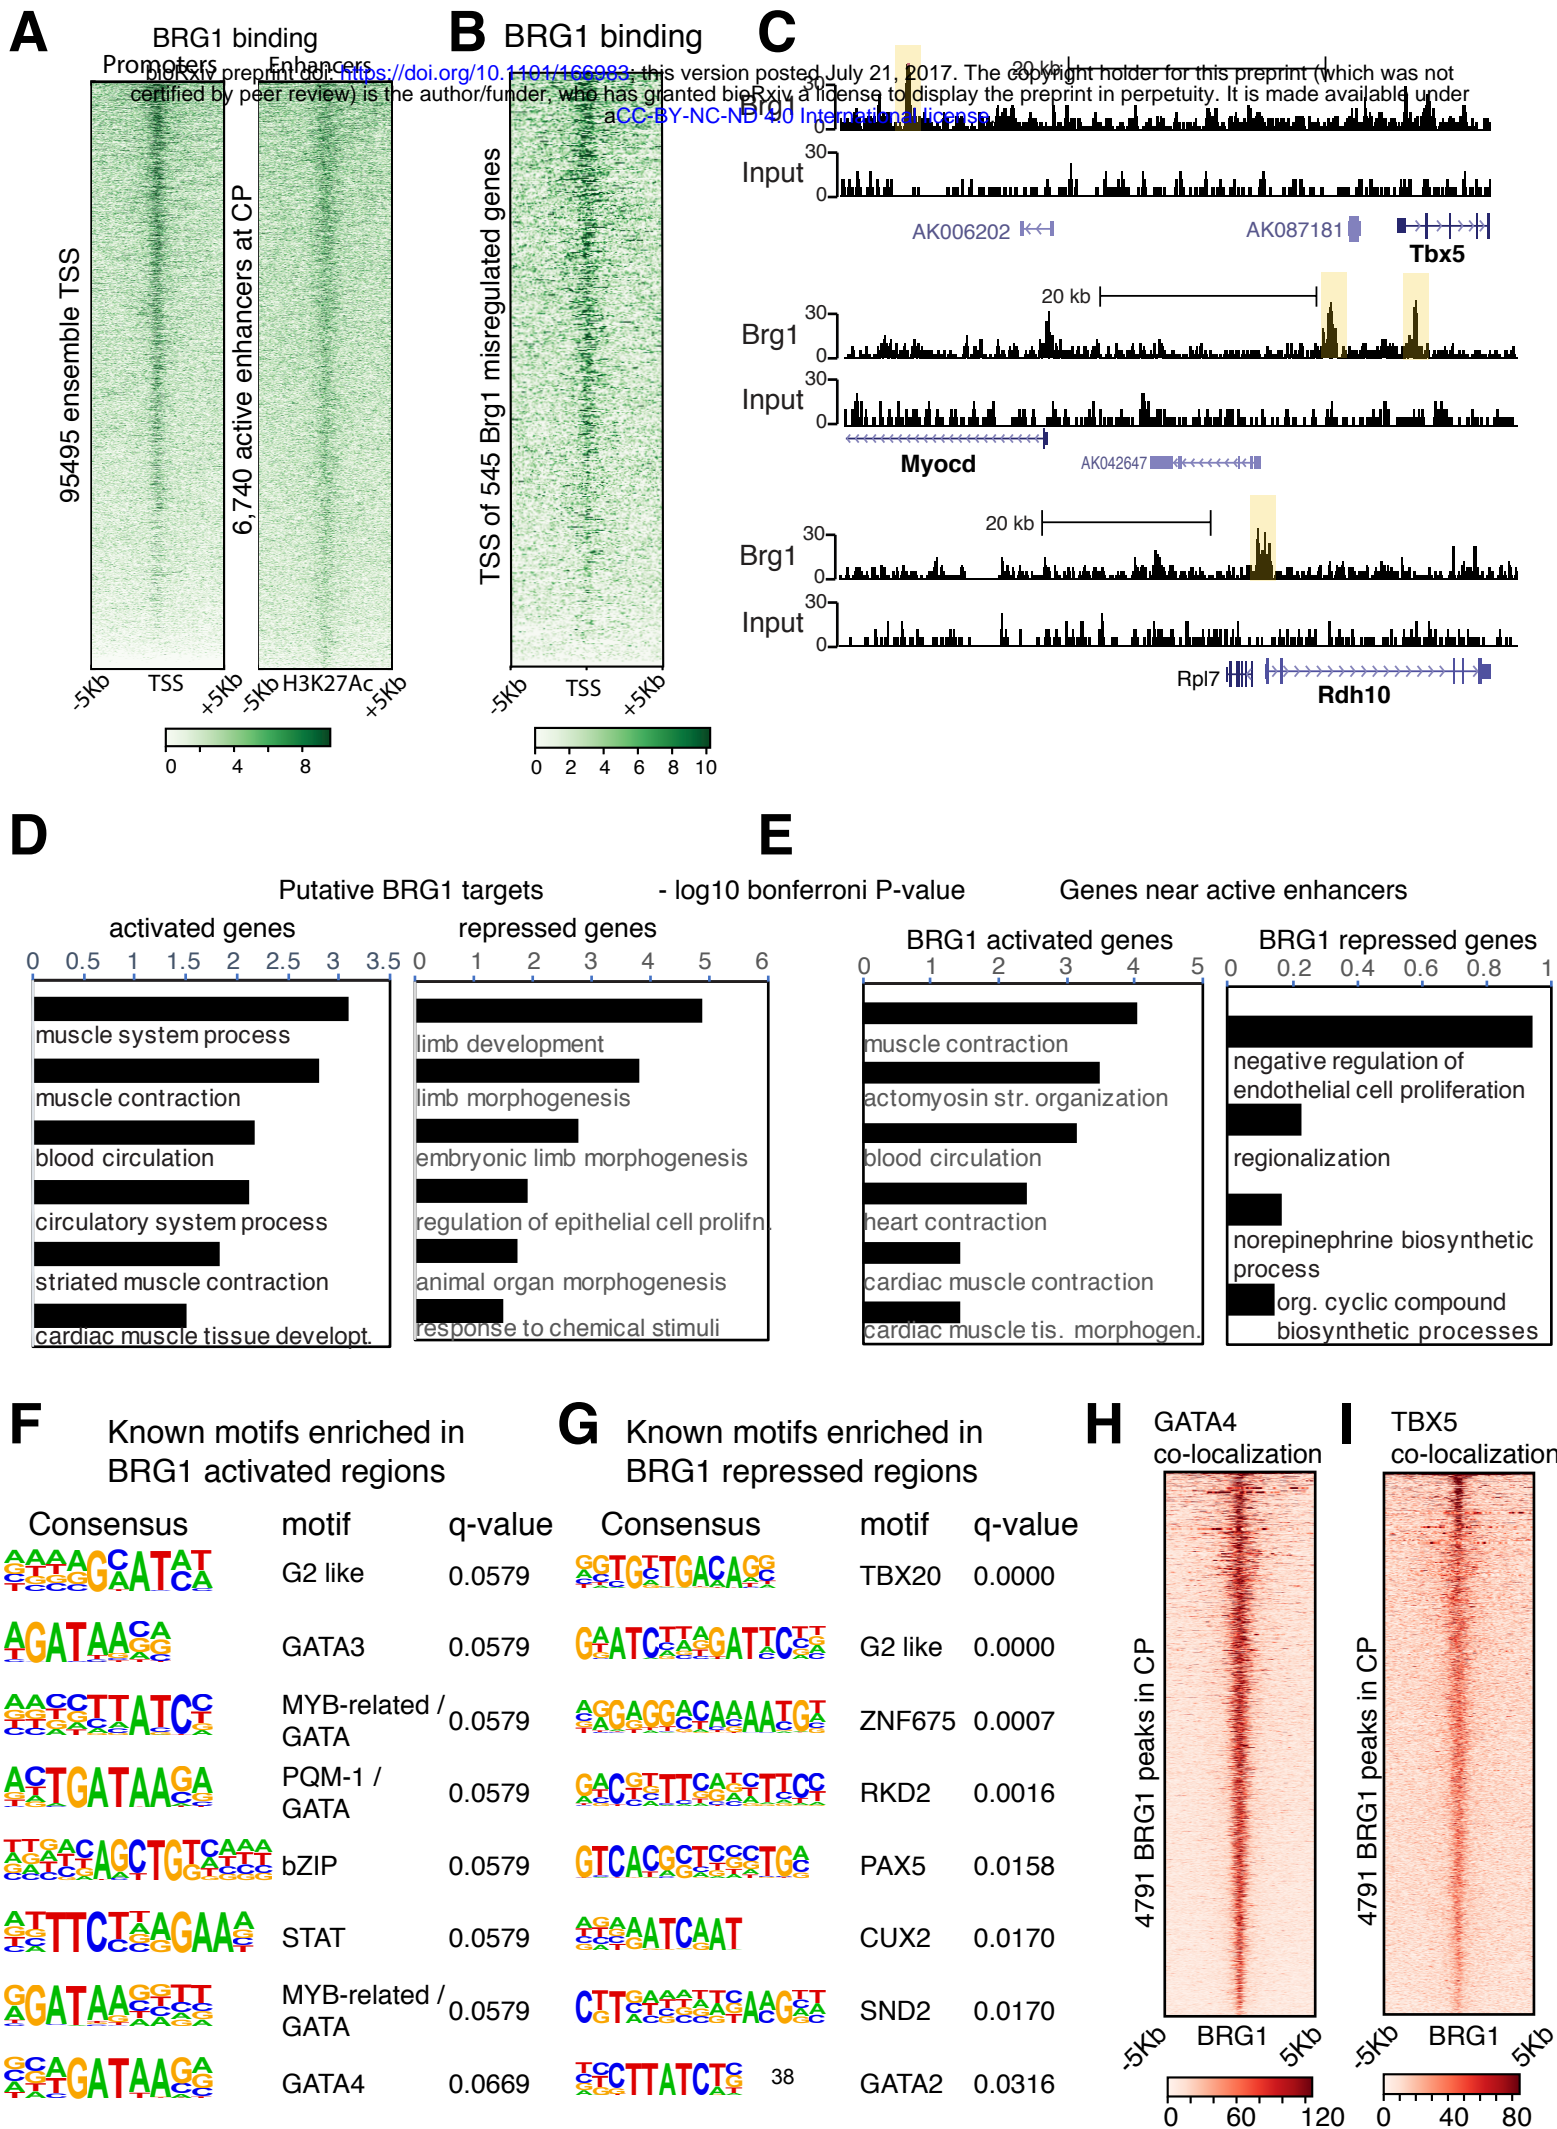 A
BRG1 binding
Promoters
Enhancers
95495 ensemble TSS
6,740 active enhancers at CP
-5Kb
TSS
+5Kb
-5Kb
H3K27Ac
+5Kb
0 4 8
B
BRG1 binding
TSS of 545 Brg1 misregulated genes
-5Kb
TSS
+5Kb
0 2 4 6 8 10
bioRxiv preprint doi: https://doi.org/10.1101/166983; this version posted July 21, 2017. The copyright holder for this preprint (which was not
certified by peer review) is the author/funder, who has granted bioRxiv a license to display the preprint in perpetuity. It is made available under
aCC-BY-NC-ND 4.0 International license.
C
20 kb
Brg1
30
0
Input
30
0
AK006202
AK087181
Tbx5
20 kb
Brg1
30
0
Input
30
0
Myocd
AK042647
20 kb
Brg1
30
0
Input
30
0
Rpl7
Rdh10
D
Putative BRG1 targets
- log10 bonferroni P-value
activated genes
0 0.5 1 1.5 2 2.5 3 3.5
muscle system process
muscle contraction
blood circulation
circulatory system process
striated muscle contraction
cardiac muscle tissue developt.
repressed genes
0 1 2 3 4 5 6
limb development
limb morphogenesis
embryonic limb morphogenesis
regulation of epithelial cell prolifn.
animal organ morphogenesis
response to chemical stimuli
E
Genes near active enhancers
BRG1 activated genes
0 1 2 3 4 5
muscle contraction
actomyosin str. organization
blood circulation
heart contraction
cardiac muscle contraction
cardiac muscle tis. morphogen.
BRG1 repressed genes
0 0.2 0.4 0.6 0.8 1
negative regulation of
endothelial cell proliferation
regionalization
norepinephrine biosynthetic
process
org. cyclic compound
biosynthetic processes
F
Known motifs enriched in
BRG1 activated regions
Consensus motif q-value
G2 like 0.0579
GATA3 0.0579
MYB-related /
GATA 0.0579
PQM-1 /
GATA 0.0579
bZIP 0.0579
STAT 0.0579
MYB-related /
GATA 0.0579
GATA4 0.0669
G
Known motifs enriched in
BRG1 repressed regions
Consensus motif q-value
TBX20 0.0000
G2 like 0.0000
ZNF675 0.0007
RKD2 0.0016
PAX5 0.0158
CUX2 0.0170
SND2 0.0170
GATA2 0.0316
38
H
GATA4
co-localization
4791 BRG1 peaks in CP
-5Kb
BRG1
5Kb
0 60 120
I
TBX5
co-localization
4791 BRG1 peaks in CP
-5Kb
BRG1
5Kb
0 40 80